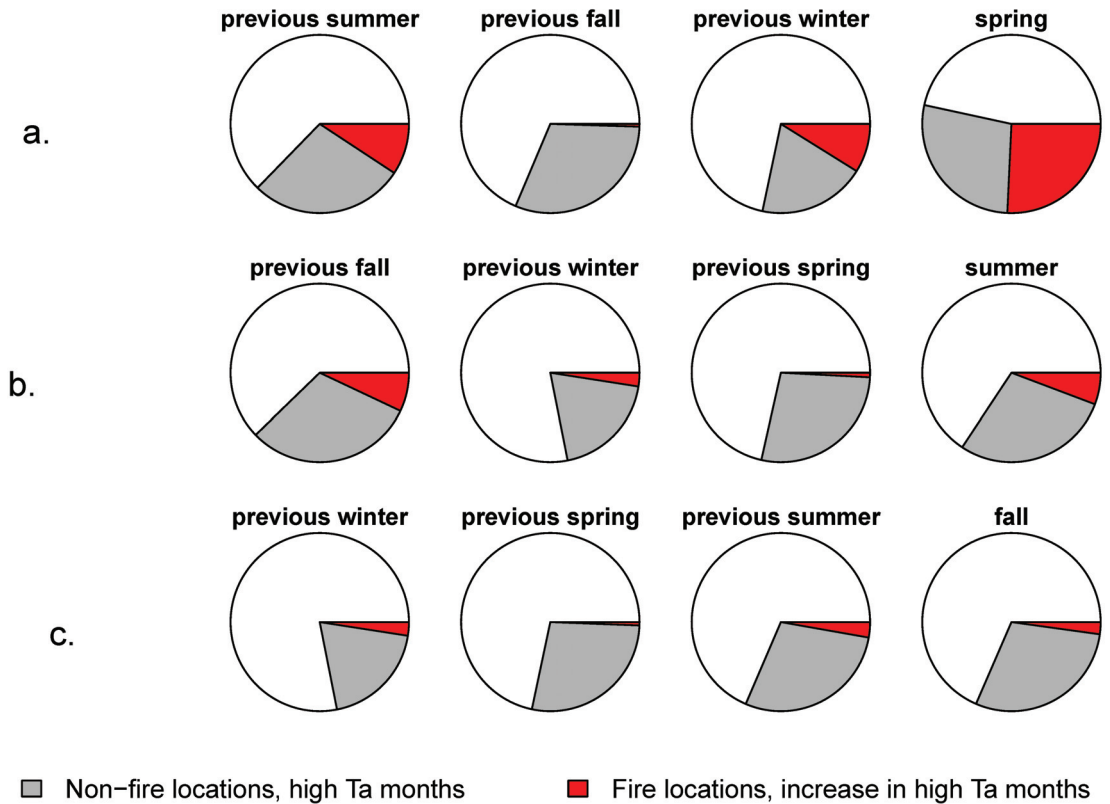 previous summer previous fall previous winter spring
a.
previous fall previous winter previous spring summer
b.
previous winter previous spring previous summer fall
c.
Non−fire locations, high Ta months Fire locations, increase in high Ta months